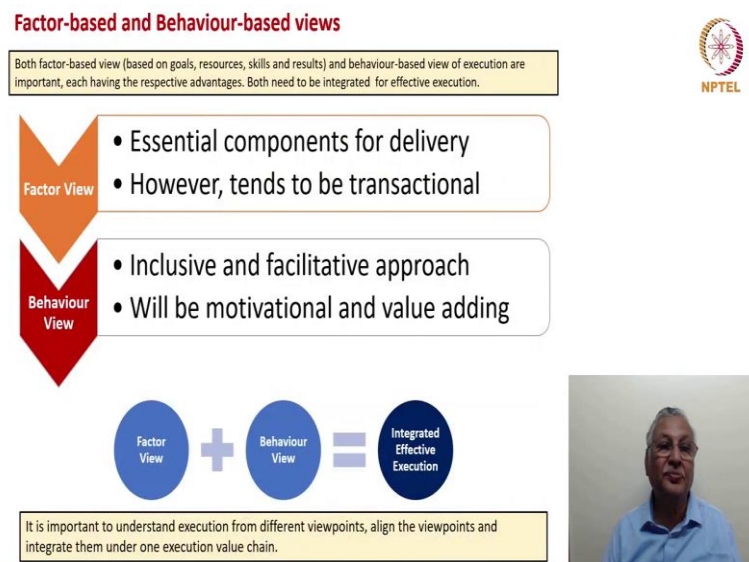 Factor-based and Behaviour-based views
Both factor-based view (based on goals, resources, skills and results) and behaviour-based view of execution are
important, each having the respective advantages. Both need to be integrated for effective execution.
NPTEL
Factor View
• Essential components for delivery
• However, tends to be transactional
Behaviour
View
• Inclusive and facilitative approach
• Will be motivational and value adding
Factor
View
Behaviour
View
Integrated
Effective
Execution
It is important to understand execution from different viewpoints, align the viewpoints and
integrate them under one execution value chain.